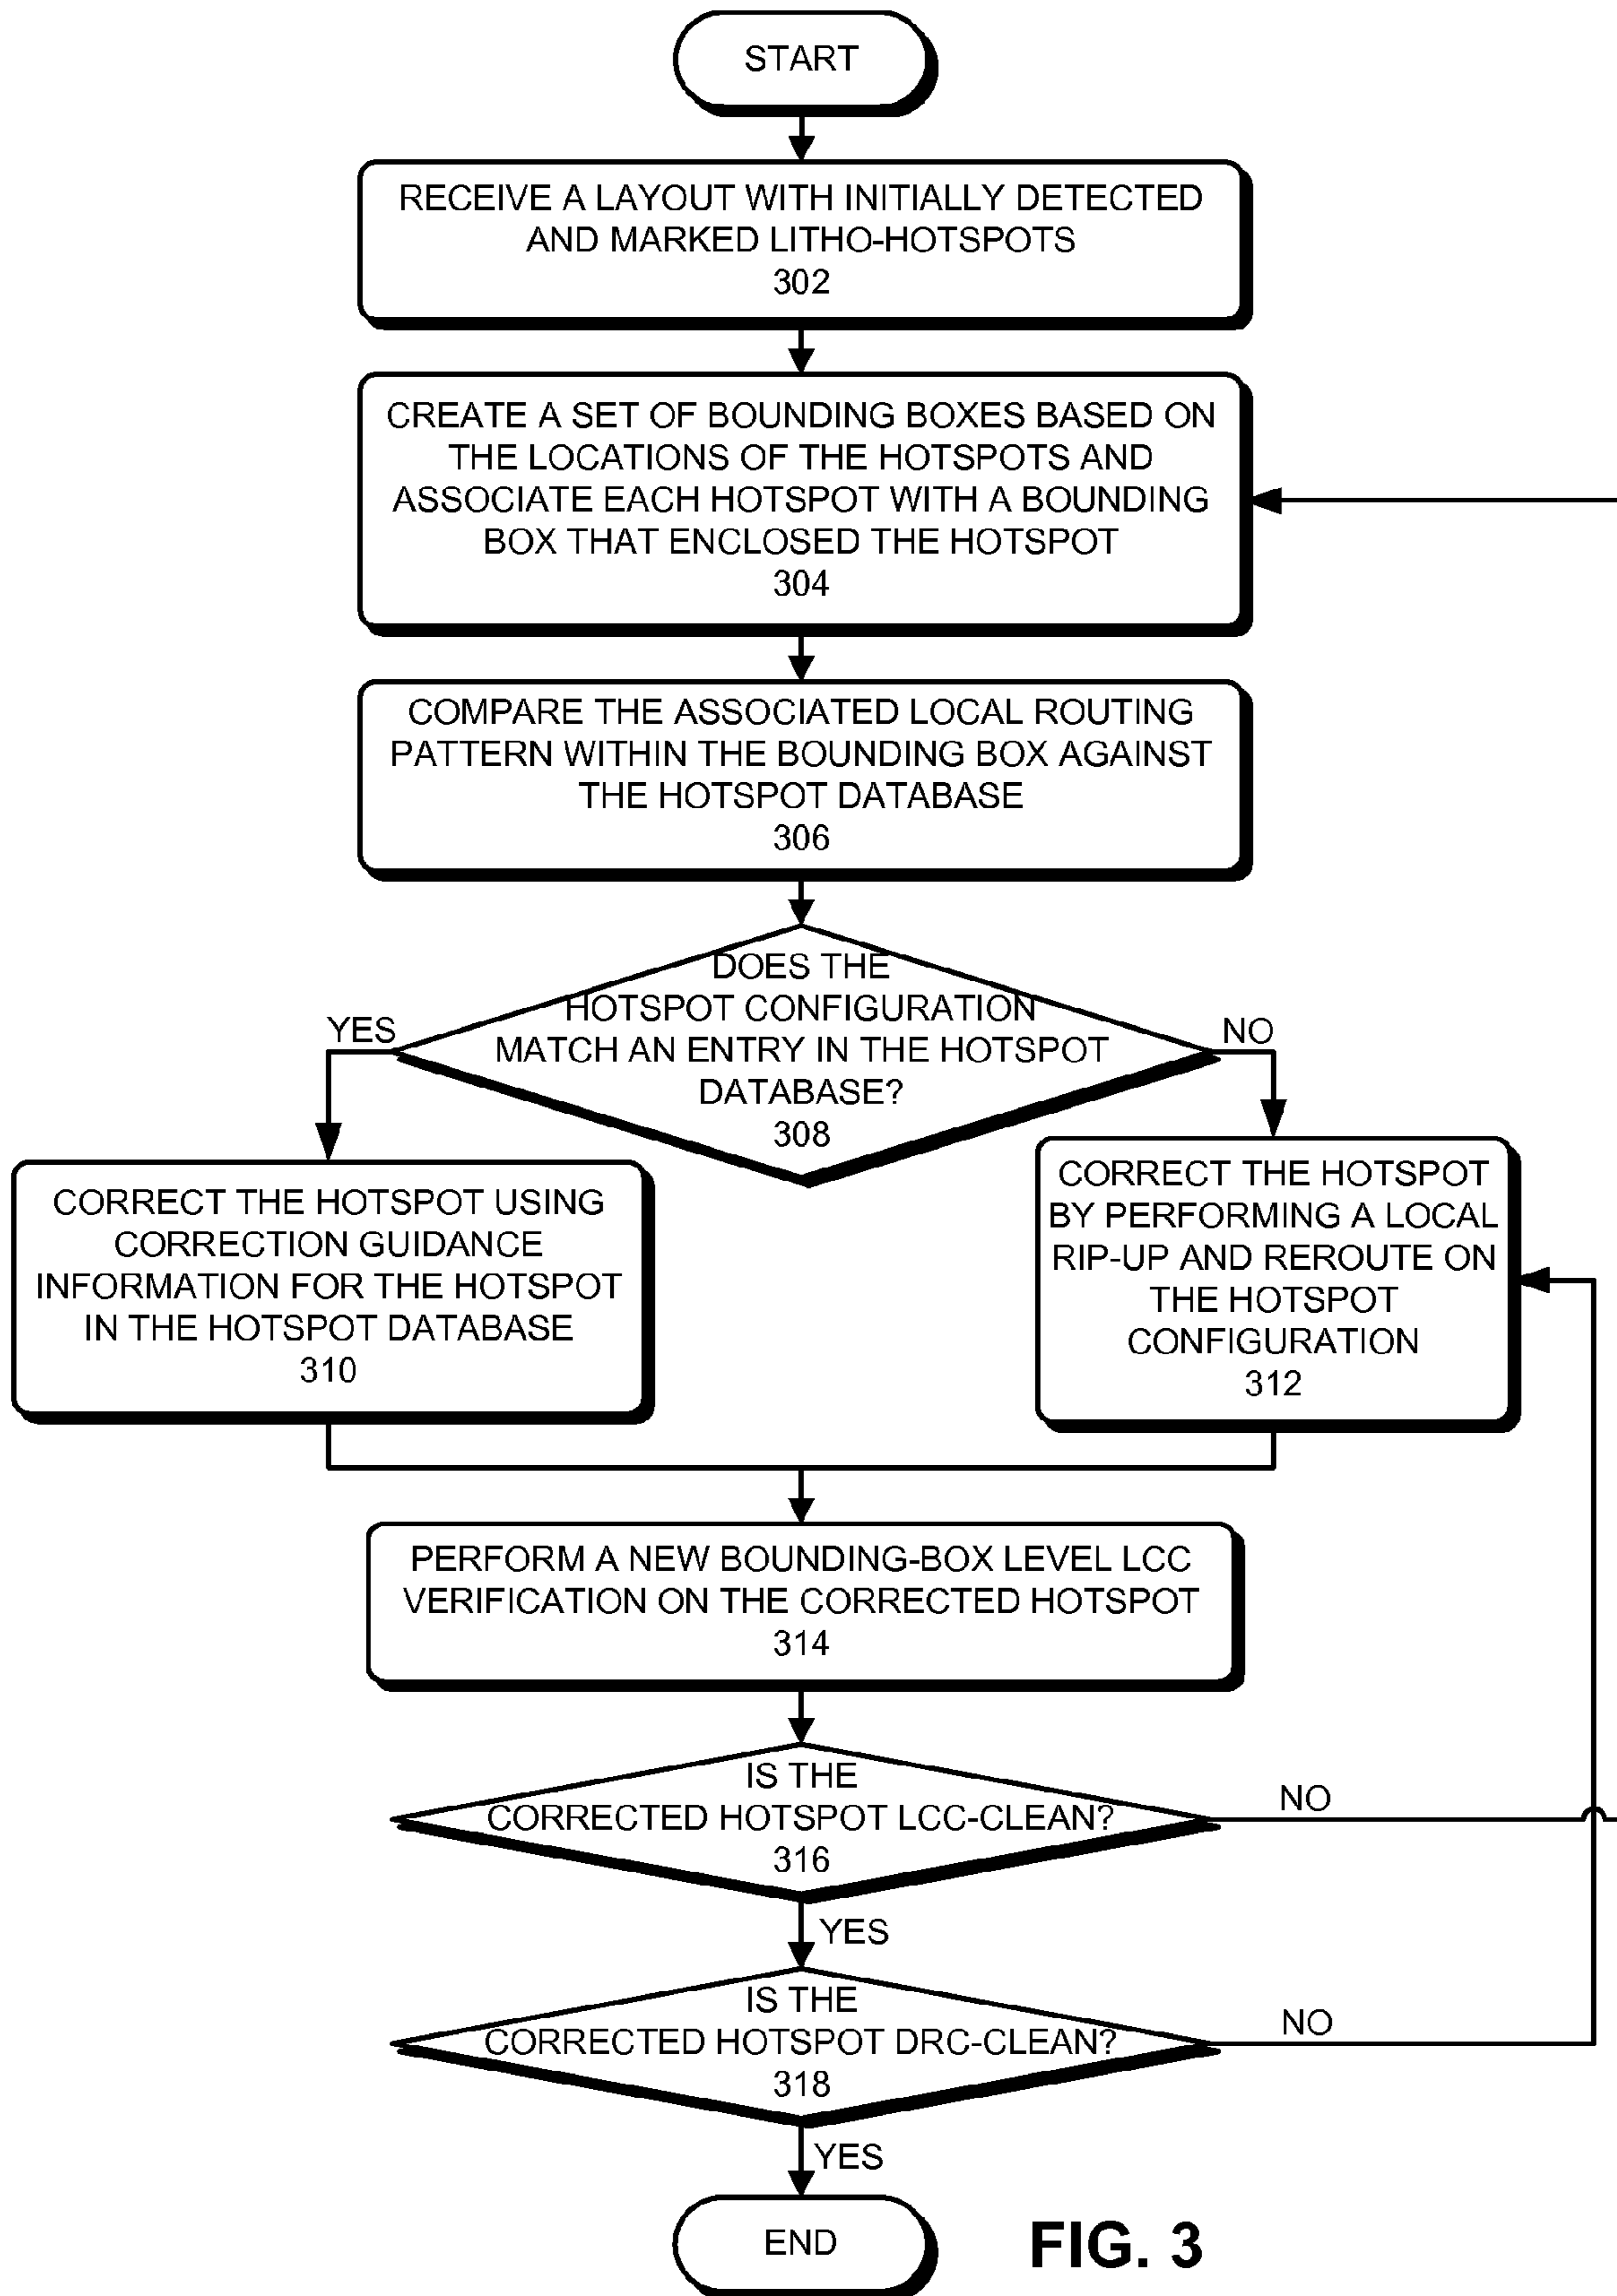 START
RECEIVE A LAYOUT WITH INITIALLY DETECTED
AND MARKED LITHO-HOTSPOTS
302
CREATE A SET OF BOUNDING BOXES BASED ON
THE LOCATIONS OF THE HOTSPOTS AND
ASSOCIATE EACH HOTSPOT WITH A BOUNDING
BOX THAT ENCLOSED THE HOTSPOT
304
COMPARE THE ASSOCIATED LOCAL ROUTING
PATTERN WITHIN THE BOUNDING BOX AGAINST
THE HOTSPOT DATABASE
306
DOES THE
HOTSPOT CONFIGURATION
MATCH AN ENTRY IN THE HOTSPOT
DATABASE?
308
YES
NO
CORRECT THE HOTSPOT USING
CORRECTION GUIDANCE
INFORMATION FOR THE HOTSPOT
IN THE HOTSPOT DATABASE
310
CORRECT THE HOTSPOT
BY PERFORMING A LOCAL
RIP-UP AND REROUTE ON
THE HOTSPOT
CONFIGURATION
312
PERFORM A NEW BOUNDING-BOX LEVEL LCC
VERIFICATION ON THE CORRECTED HOTSPOT
314
IS THE
CORRECTED HOTSPOT LCC-CLEAN?
316
NO
YES
IS THE
CORRECTED HOTSPOT DRC-CLEAN?
318
NO
YES
END
FIG. 3